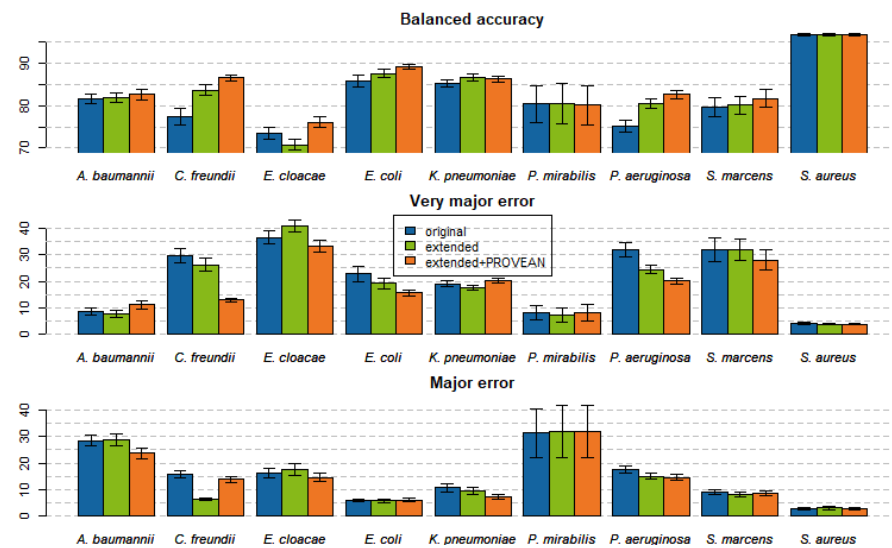 Balanced accuracy
90
80
70
A. baumannii C. freundii E. cloacae E. coli K. pneumoniae P. mirabilis P. aeruginosa S. marcens S. aureus
Very major error
original
extended
extended+PROVEAN
40
30
20
10
0
A. baumannii C. freundii E. cloacae E. coli K. pneumoniae P. mirabilis P. aeruginosa S. marcens S. aureus
Major error
40
30
20
10
0
A. baumannii C. freundii E. cloacae E. coli K. pneumoniae P. mirabilis P. aeruginosa S. marcens S. aureus